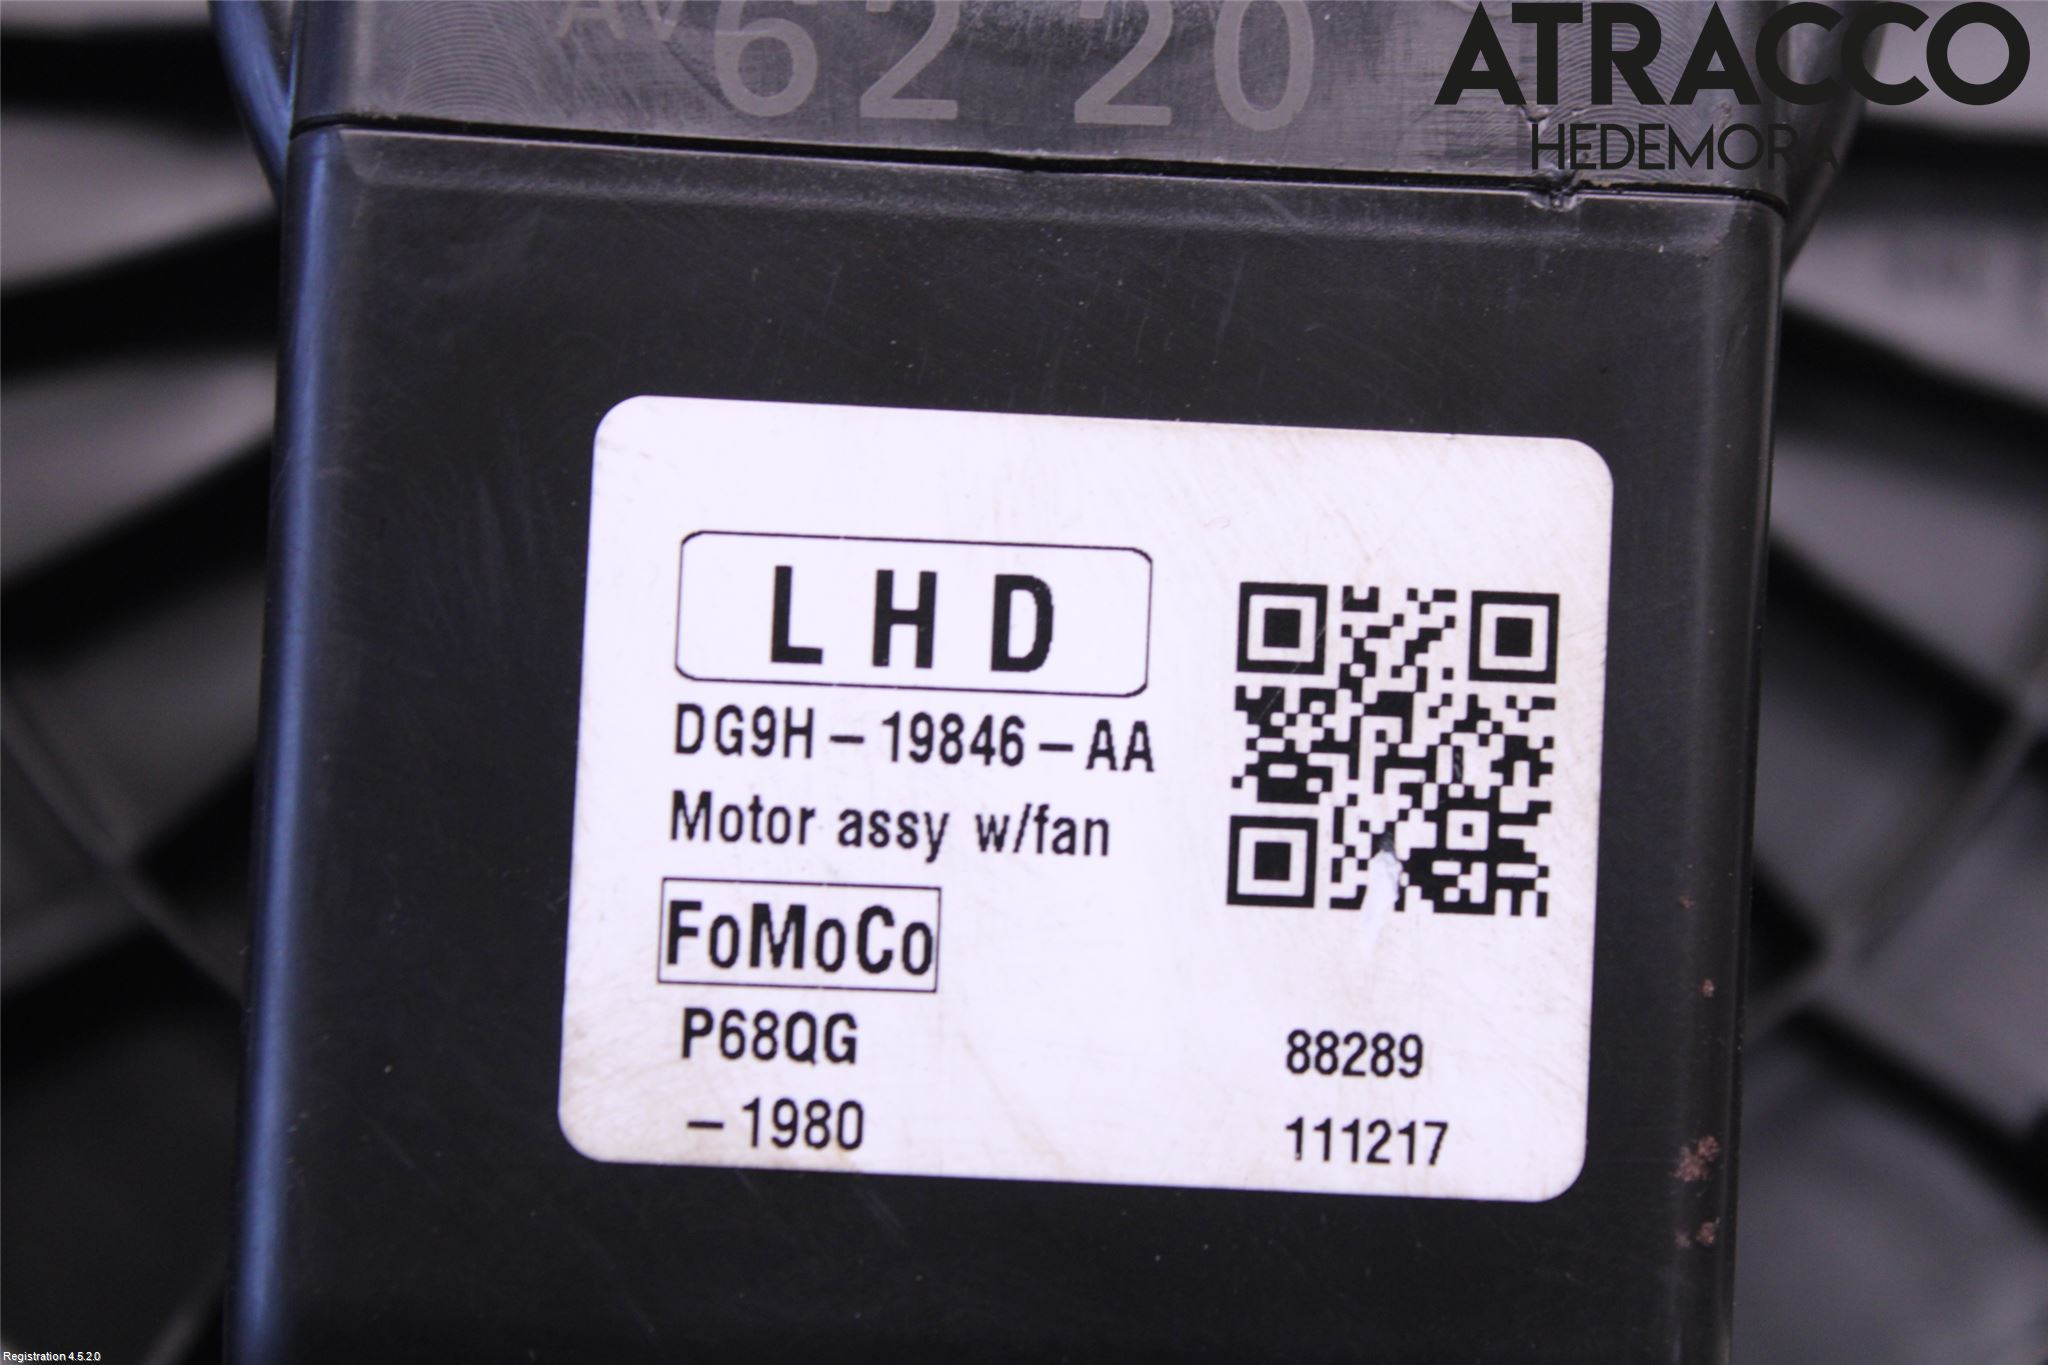 62 20
ATRACCO
HEDEMORA
LHD
DG9H-19846-AA
Motor assy w/fan
FoMoCo
P68QG
88289
-1980
111217
Registration 4.5.2.0